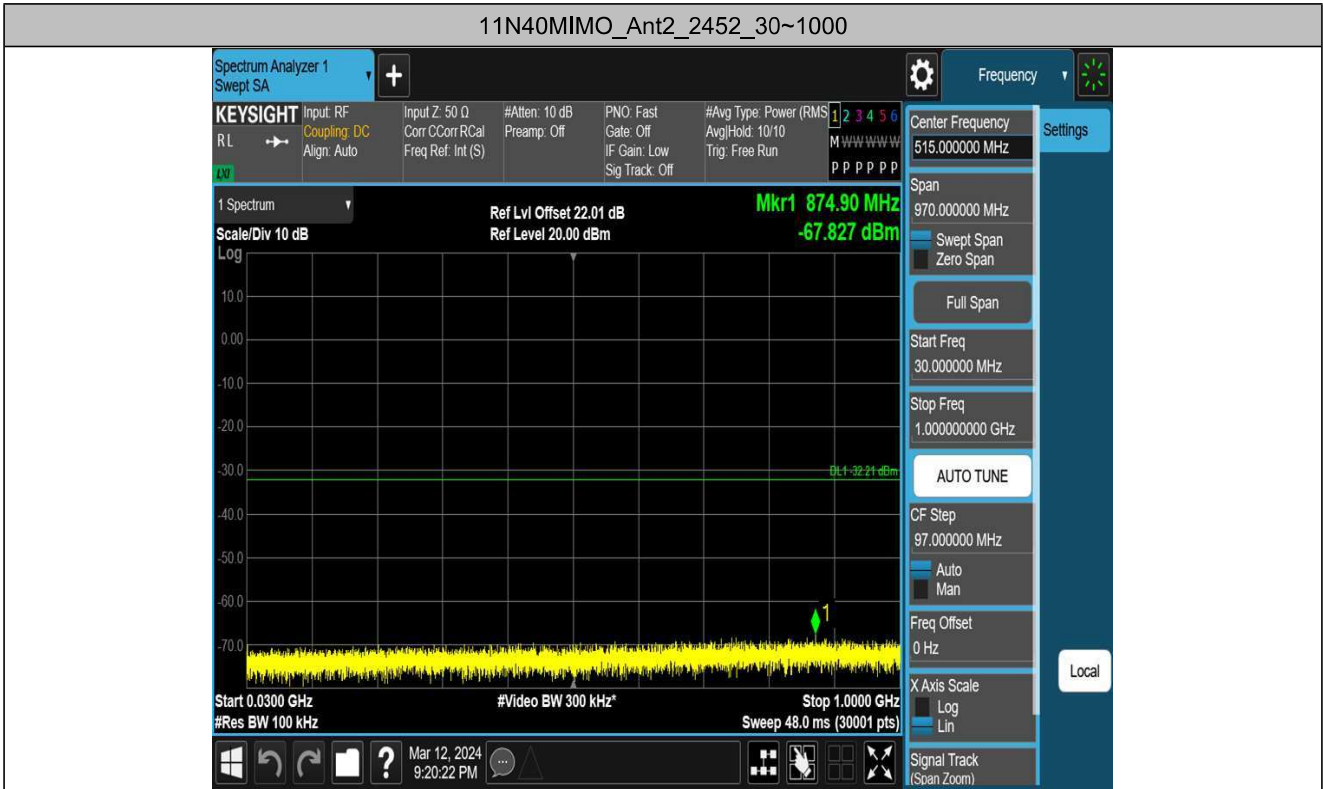 11N40MIMO_Ant2_2452_30~1000
Spectrum Analyzer 1
Swept SA
+
Frequency
KEYSIGHT
RL
LXI
Input: RF
Coupling: DC
Align: Auto
Input Z: 50 Ω
Corr CCorr RCal
Freq Ref: Int (S)
#Atten: 10 dB
Preamp: Off
PNO: Fast
Gate: Off
IF Gain: Low
Sig Track: Off
#Avg Type: Power (RMS
Avg|Hold: 10/10
Trig: Free Run
1 2 3 4 5 6
M W W W W W
P P P P P P
1 Spectrum
Scale/Div 10 dB
Log
Ref Lvl Offset 22.01 dB
Ref Level 20.00 dBm
Mkr1 874.90 MHz
-67.827 dBm
10.0
0.00
-10.0
-20.0
-30.0
DL1 -32.21 dBm
-40.0
-50.0
-60.0
1
-70.0
Start 0.0300 GHz
#Video BW 300 kHz*
Stop 1.0000 GHz
#Res BW 100 kHz
Sweep 48.0 ms (30001 pts)
?
Mar 12, 2024
9:20:22 PM
Center Frequency
515.000000 MHz
Settings
Span
970.000000 MHz
Swept Span
Zero Span
Full Span
Start Freq
30.000000 MHz
Stop Freq
1.000000000 GHz
AUTO TUNE
CF Step
97.000000 MHz
Auto
Man
Freq Offset
0 Hz
Local
X Axis Scale
Log
Lin
Signal Track
(Span Zoom)